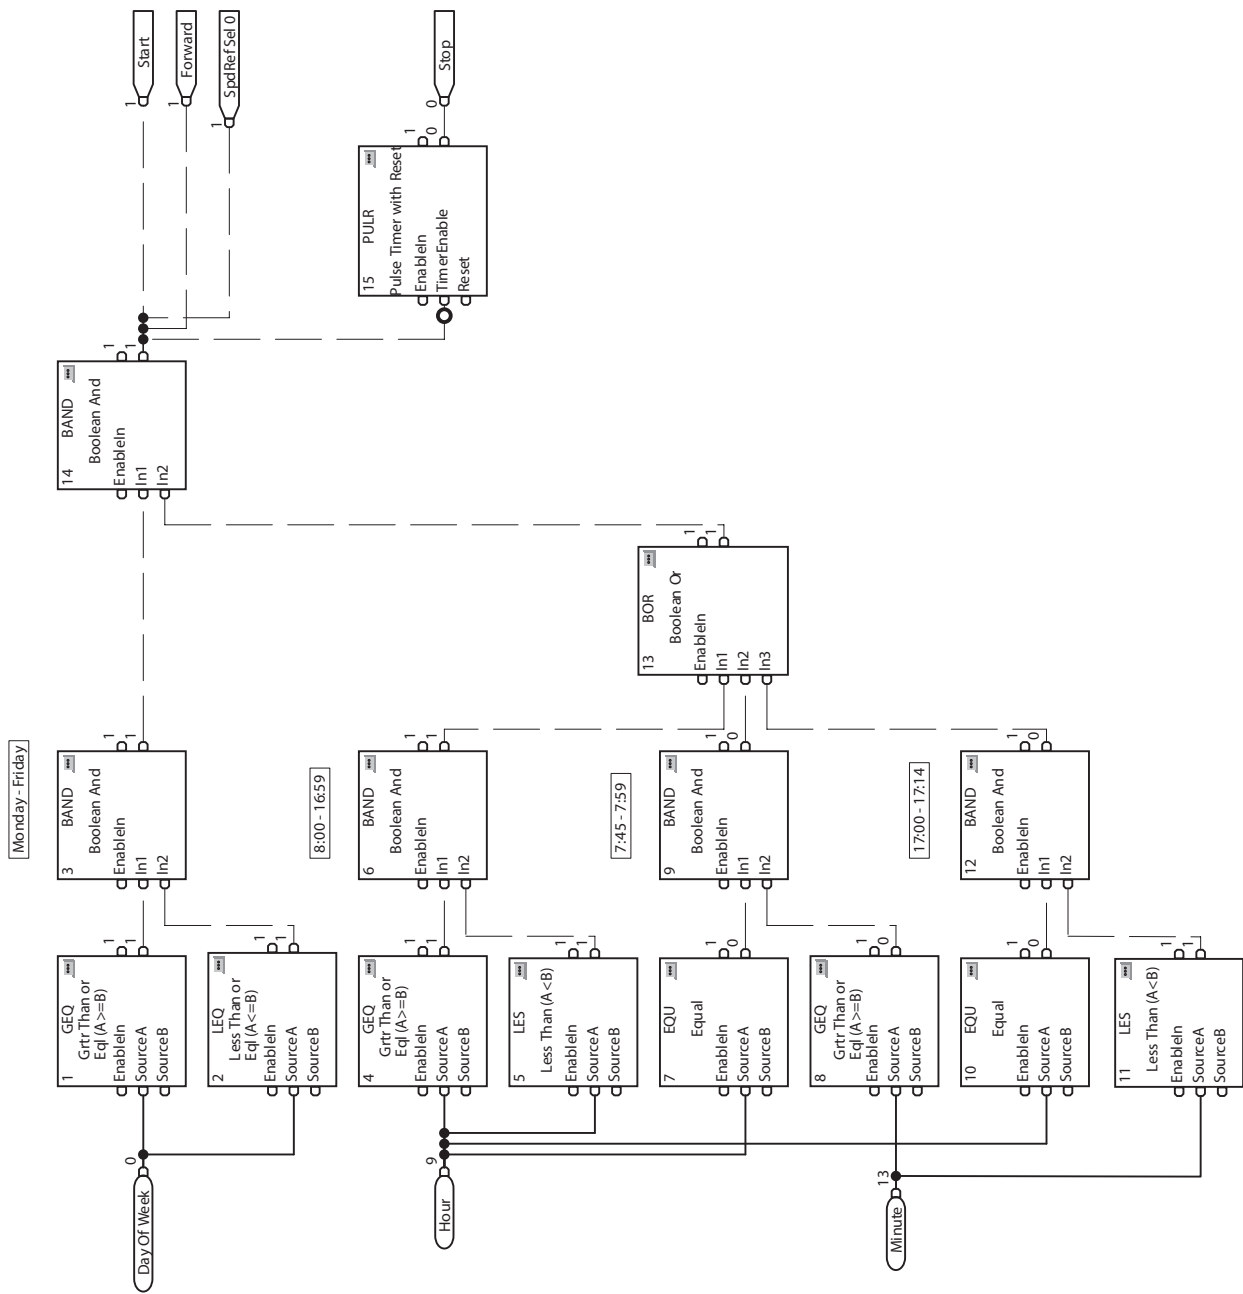 Monday - Friday
Day Of Week
0
1 GEQ
Grtr Than or
Eql (A >=B)
EnableIn
SourceA
SourceB
1
1
2 LEQ
Less Than or
Eql (A <=B)
EnableIn
SourceA
SourceB
1
1
3 BAND
Boolean And
EnableIn
In1
In2
1
1
14 BAND
Boolean And
EnableIn
In1
In2
1
1
1
Start
1
Forward
1
SpdRef Sel 0
8:00 - 16:59
Hour
9
4 GEQ
Grtr Than or
Eql (A >=B)
EnableIn
SourceA
SourceB
1
1
5 LES
Less Than (A <B)
EnableIn
SourceA
SourceB
1
1
6 BAND
Boolean And
EnableIn
In1
In2
1
1
15 PULR
Pulse Timer with Reset
EnableIn
TimerEnable
Reset
1
0
0
Stop
7:45 - 7:59
7 EQU
Equal
EnableIn
SourceA
SourceB
1
0
9 BAND
Boolean And
EnableIn
In1
In2
1
0
13 BOR
Boolean Or
EnableIn
In1
In2
In3
1
1
Minute
13
8 GEQ
Grtr Than or
Eql (A >=B)
EnableIn
SourceA
SourceB
1
0
17:00 - 17:14
10 EQU
Equal
EnableIn
SourceA
SourceB
1
0
12 BAND
Boolean And
EnableIn
In1
In2
1
0
11 LES
Less Than (A <B)
EnableIn
SourceA
SourceB
1
1